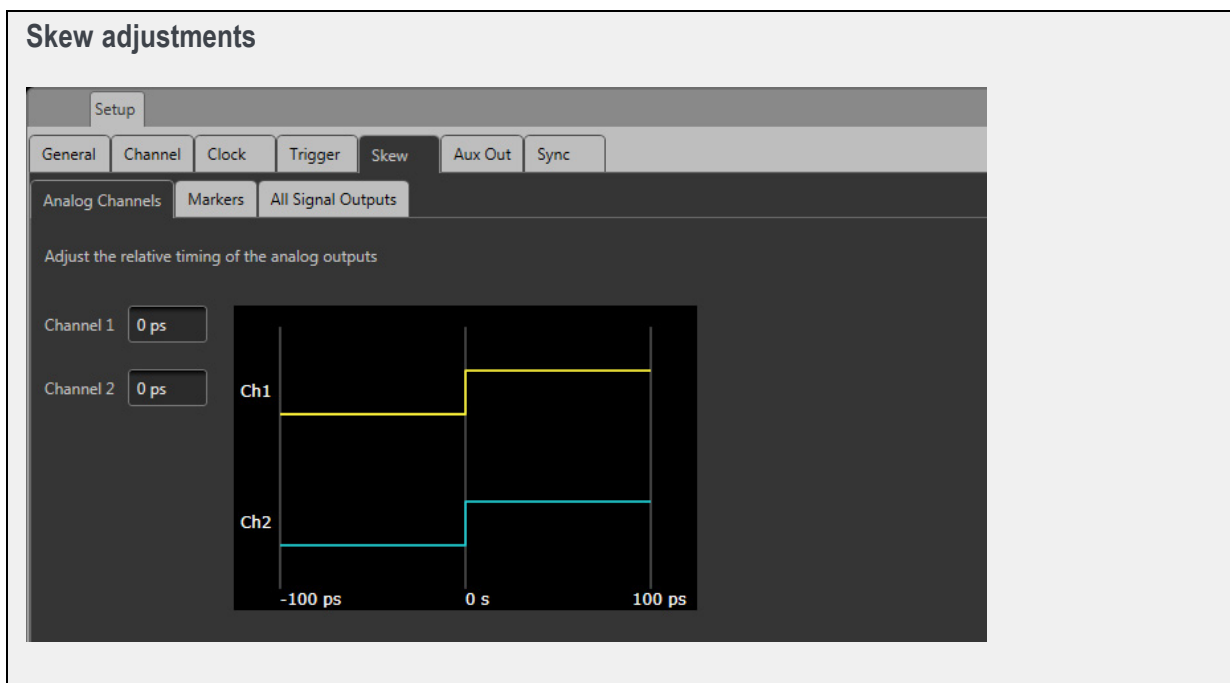 Skew adjustments
Setup
General Channel Clock Trigger Skew Aux Out Sync
Analog Channels Markers All Signal Outputs
Adjust the relative timing of the analog outputs
Channel 1 0 ps
Channel 2 0 ps
Ch1
Ch2
-100 ps 0 s 100 ps